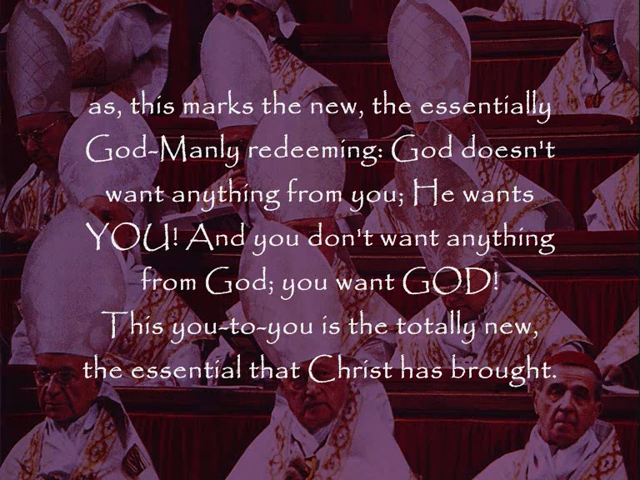 as, this marks the new, the essentially
God-Manly redeeming: God doesn't
want anything from you; He wants
YOU! And you don't want anything
from God; you want GOD!
This you-to-you is the totally new,
the essential that Christ has brought.